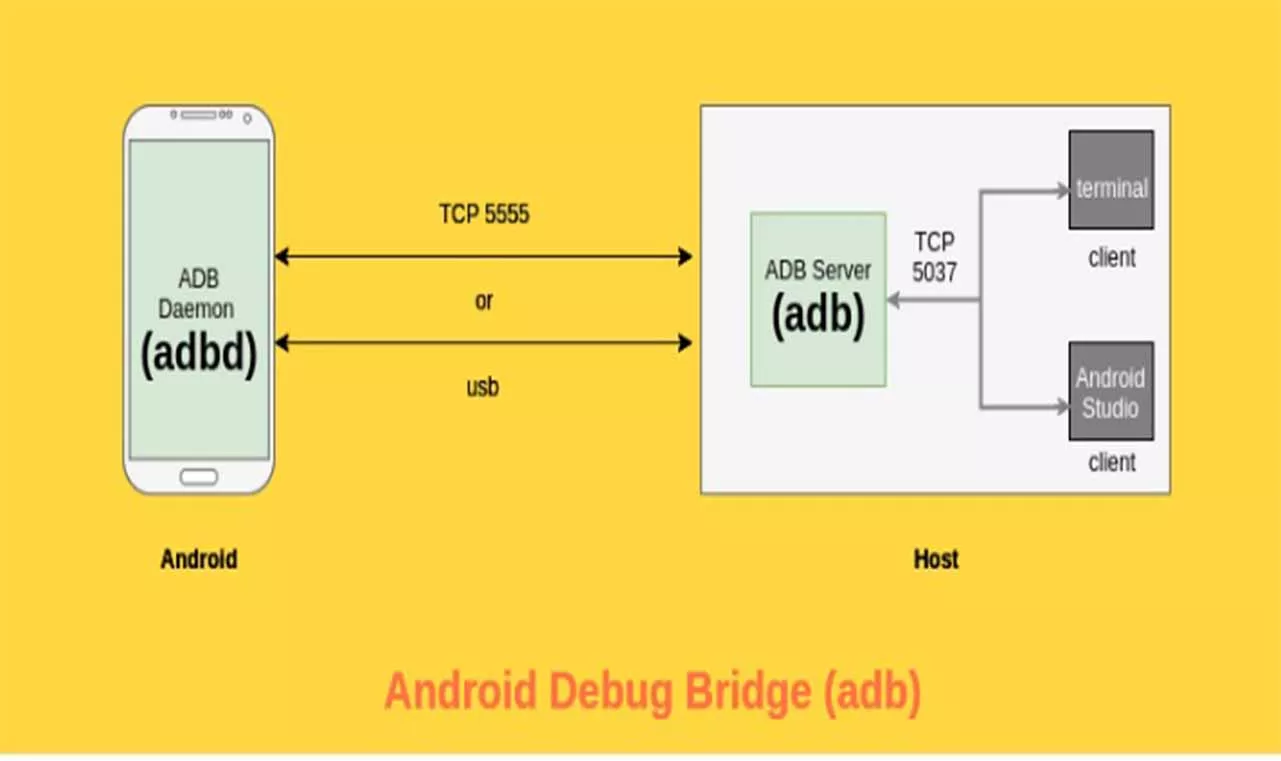 ADB
Daemon
(adbd)
Android
TCP 5555
or
usb
ADB Server
(adb)
TCP
5037
terminal
client
Android
Studio
client
Host
Android Debug Bridge (adb)